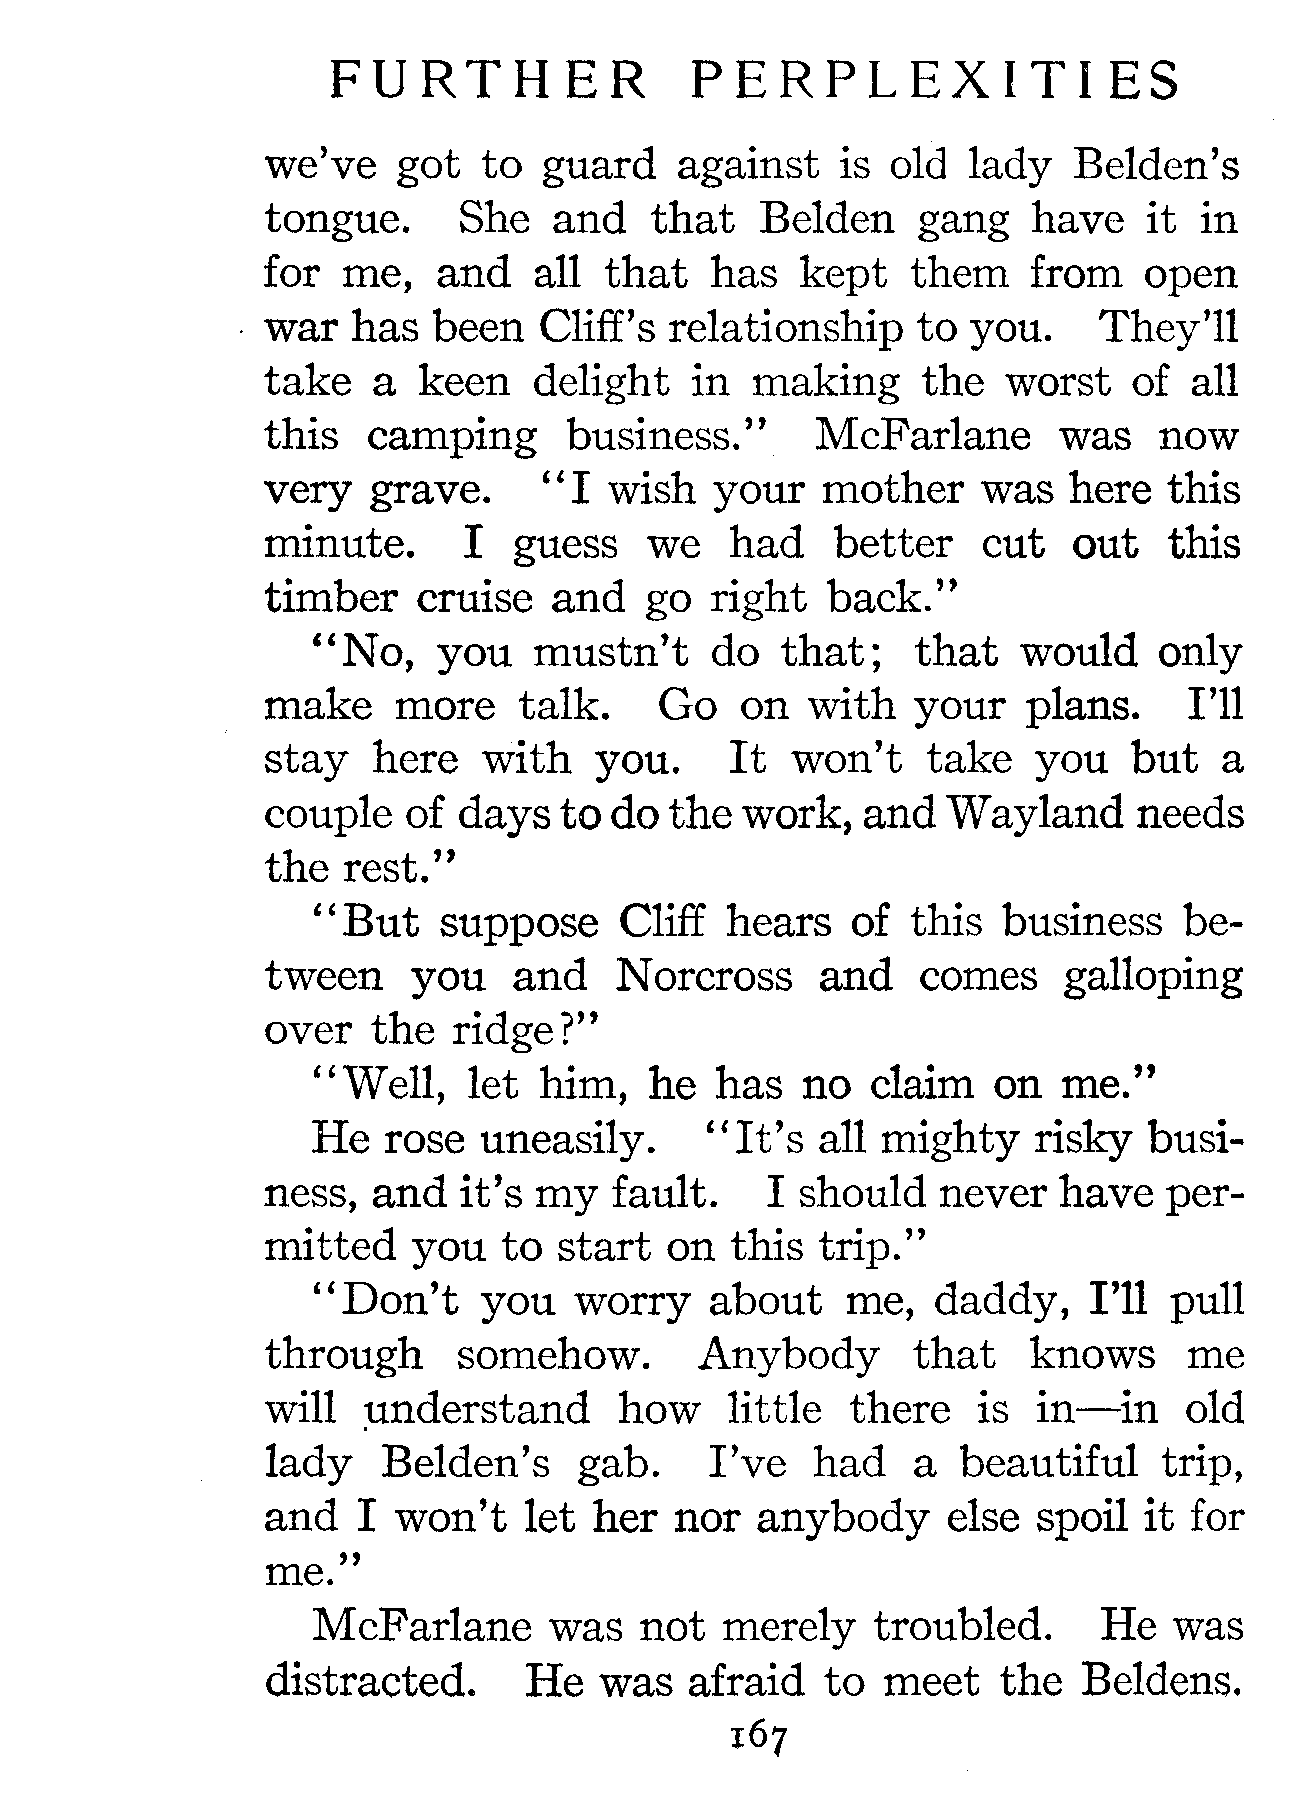 FURTHER PERPLEXITIES
we've got to guard against is old lady Belden's
tongue. She and that Belden gang have it in
for me, and all that has kept them from open
war has been Cliff's relationship to you. They'll
take a keen delight in making the worst of all
this camping business." McFarlane was now
very grave. "I wish your mother was here this
minute. I guess we had better cut out this
timber cruise and go right back."
"No, you mustn't do that; that would only
make more talk. Go on with your plans. I'll
stay here with you. It won't take you but a
couple of days to do the work, and Wayland needs
the rest."
"But suppose Cliff hears of this business be-
tween you and Norcross and comes galloping
over the ridge?"
"Well, let him, he has no claim on me."
He rose uneasily. "It's all mighty risky busi-
ness, and it's my fault. I should never have per-
mitted you to start on this trip."
"Don't you worry about me, daddy, I'll pull
through somehow. Anybody that knows me
will understand how little there is in—in old
lady Belden's gab. I've had a beautiful trip,
and I won't let her nor anybody else spoil it for
me."
McFarlane was not merely troubled. He was
distracted. He was afraid to meet the Beldens.
167